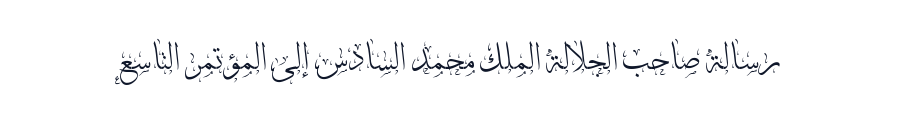 رسالة صاحب الجلالة الملك محمد السادس إلى المؤتمر التاسع